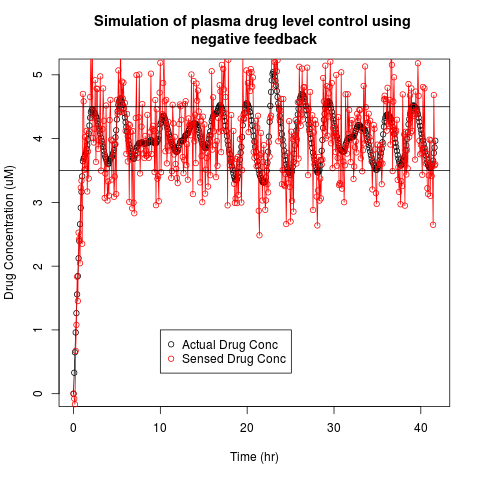 Simulation of plasma drug level control using
negative feedback
Drug Concentration (uM)
5
4
3
2
1
0
Actual Drug Conc
Sensed Drug Conc
0 10 20 30 40
Time (hr)